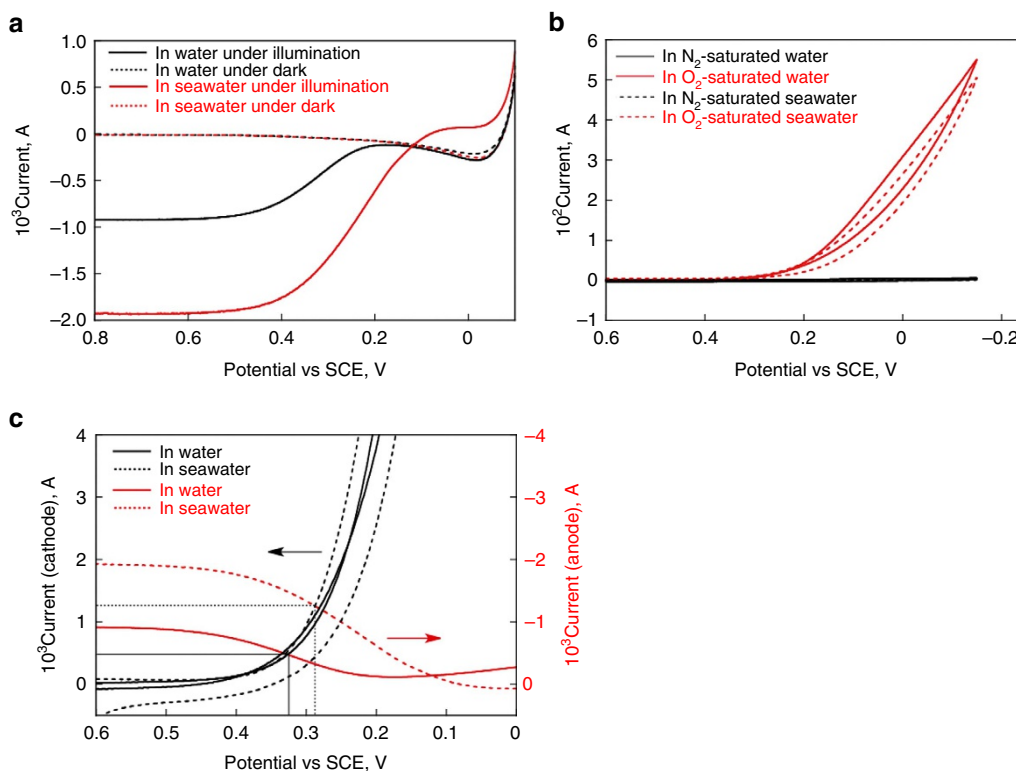 a
1.0
0.5
0
−0.5
−1.0
−1.5
−2.0
10³Current, A
In water under illumination
In water under dark
In seawater under illumination
In seawater under dark
0.8 0.6 0.4 0.2 0
Potential vs SCE, V
b
6
5
4
3
2
1
0
−1
10²Current, A
In N₂-saturated water
In O₂-saturated water
In N₂-saturated seawater
In O₂-saturated seawater
0.6 0.4 0.2 0 −0.2
Potential vs SCE, V
c
4
3
2
1
0
10³Current (cathode), A
In water
In seawater
In water
In seawater
−4
−3
−2
−1
0
10³Current (anode), A
0.6 0.5 0.4 0.3 0.2 0.1 0
Potential vs SCE, V